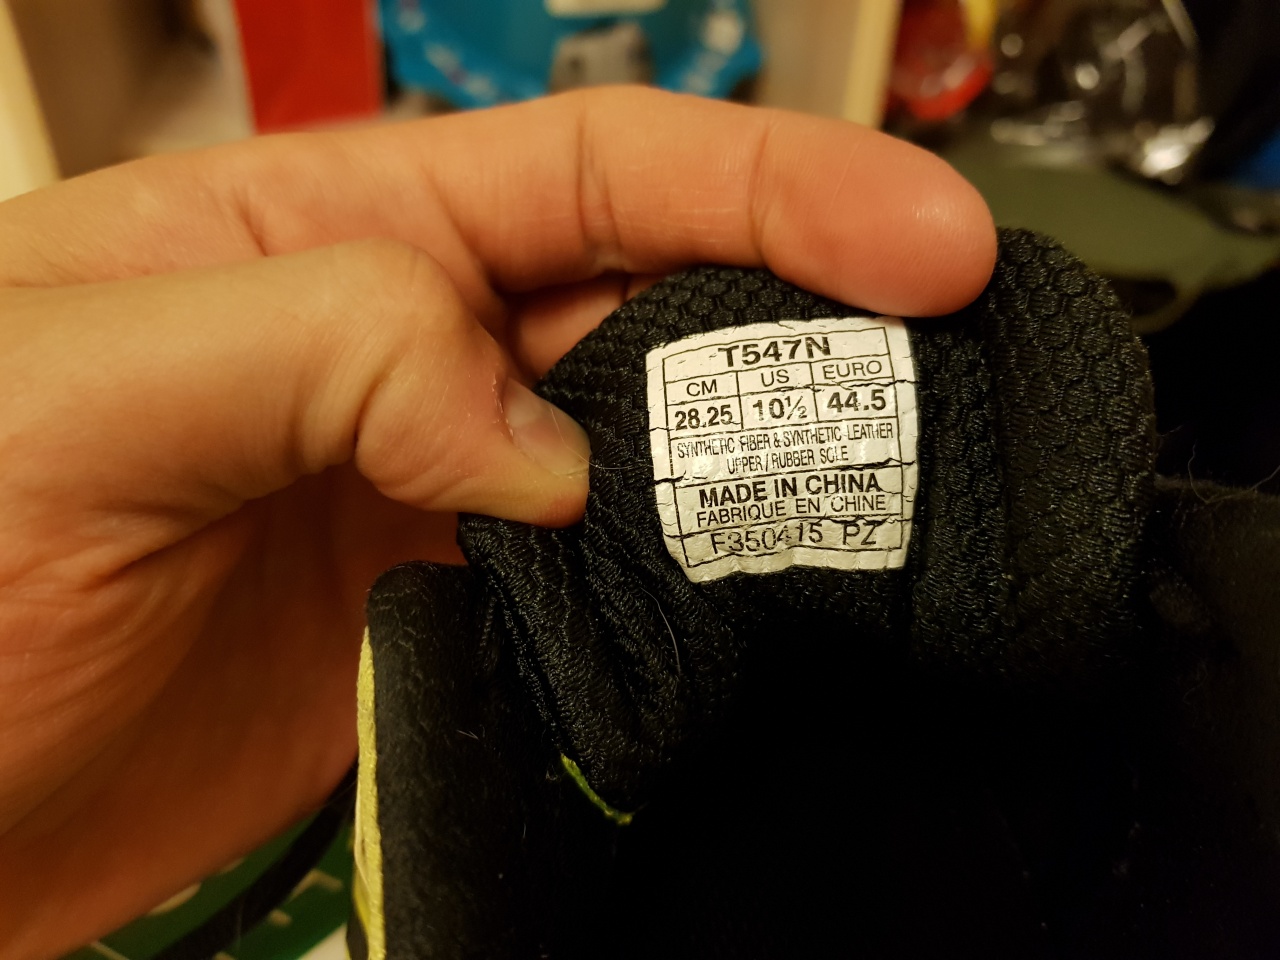 T547N
CM US EURO
28.25 10½ 44.5
SYNTHETIC FIBER & SYNTHETIC LEATHER
UPPER / RUBBER SOLE
MADE IN CHINA
FABRIQUE EN CHINE
F350415 PZ